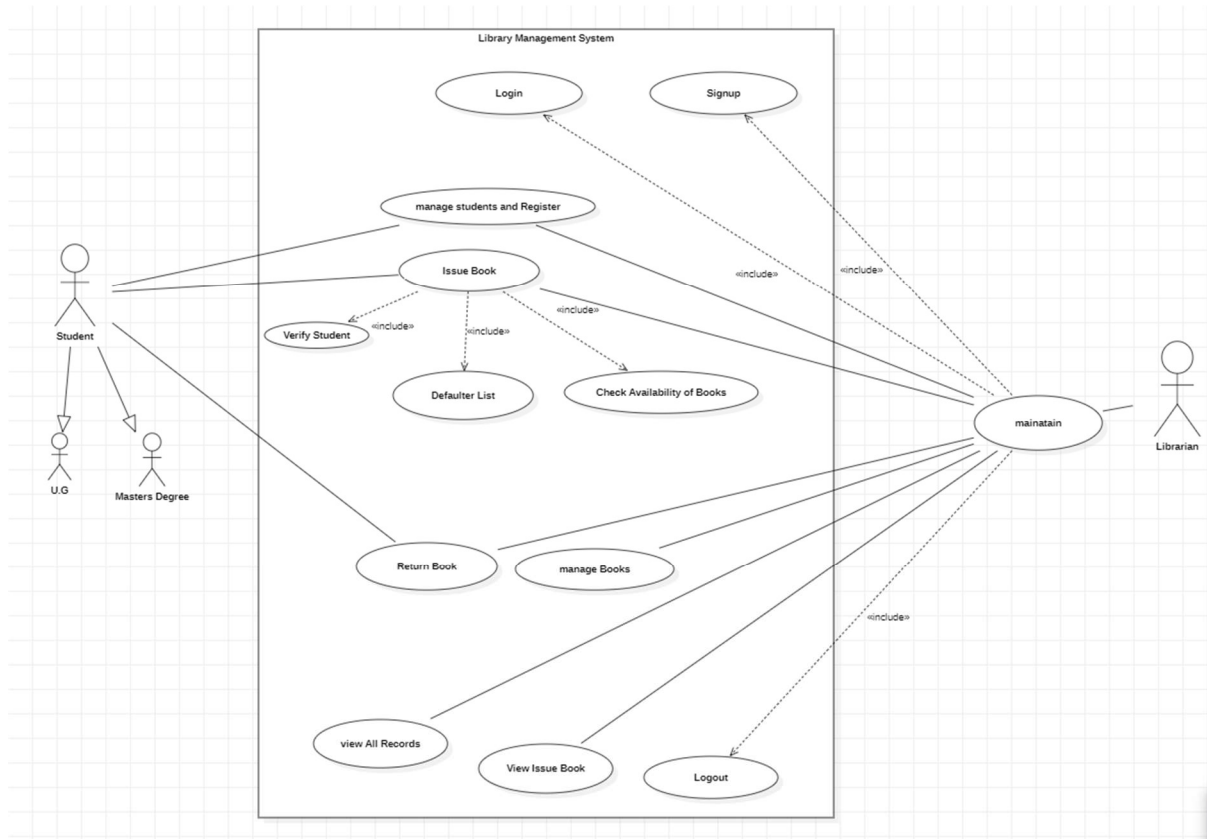 Library Management System
Login
Signup
manage students and Register
Issue Book
«include»
«include»
Student
Verify Student
«include»
«include»
«include»
Defaulter List
Check Availability of Books
mainatain
Librarian
U.G
Masters Degree
Return Book
manage Books
«include»
view All Records
View Issue Book
Logout